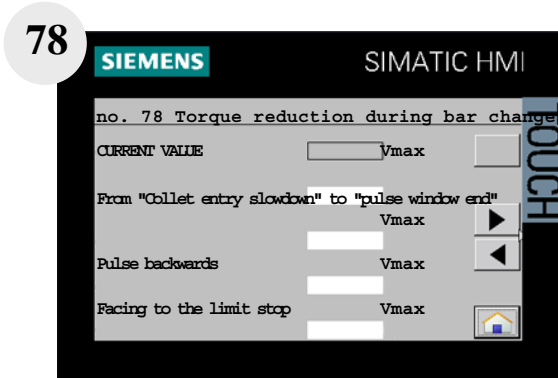 78
SIEMENS
SIMATIC HMI
TOUCH
no. 78 Torque reduction during bar change
CURRENT VALUE Vmax
From "Collet entry slowdown" to "pulse window end"
Vmax
Pulse backwards Vmax
Facing to the limit stop Vmax